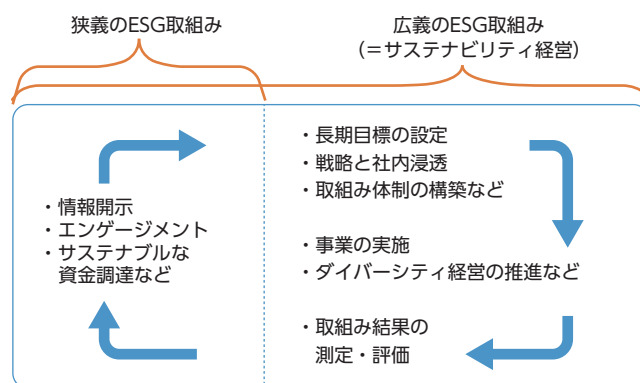 狭義のESG取組み
広義のESG取組み
(＝サステナビリティ経営)
・情報開示
・エンゲージメント
・サステナブルな
資金調達など
・長期目標の設定
・戦略と社内浸透
・取組み体制の構築など
・事業の実施
・ダイバーシティ経営の推進など
・取組み結果の
測定・評価